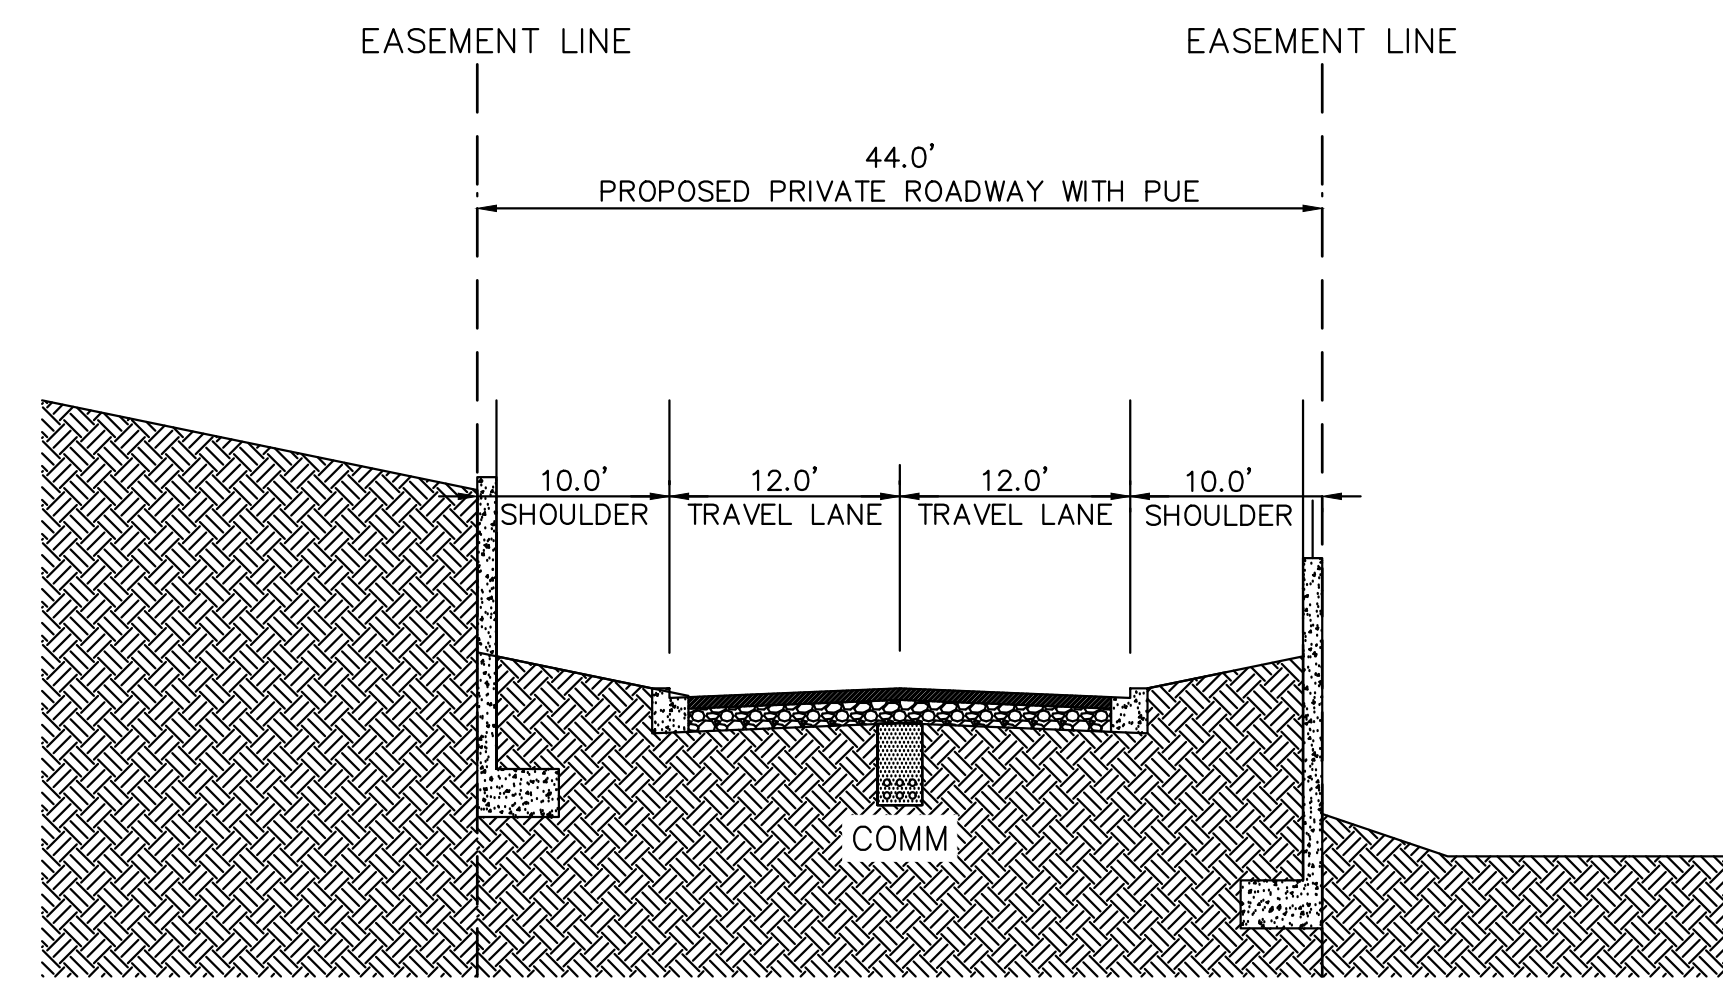 EASEMENT LINE
EASEMENT LINE
44.0'
PROPOSED PRIVATE ROADWAY WITH PUE
10.0'
SHOULDER
12.0'
TRAVEL LANE
12.0'
TRAVEL LANE
10.0'
SHOULDER
COMM